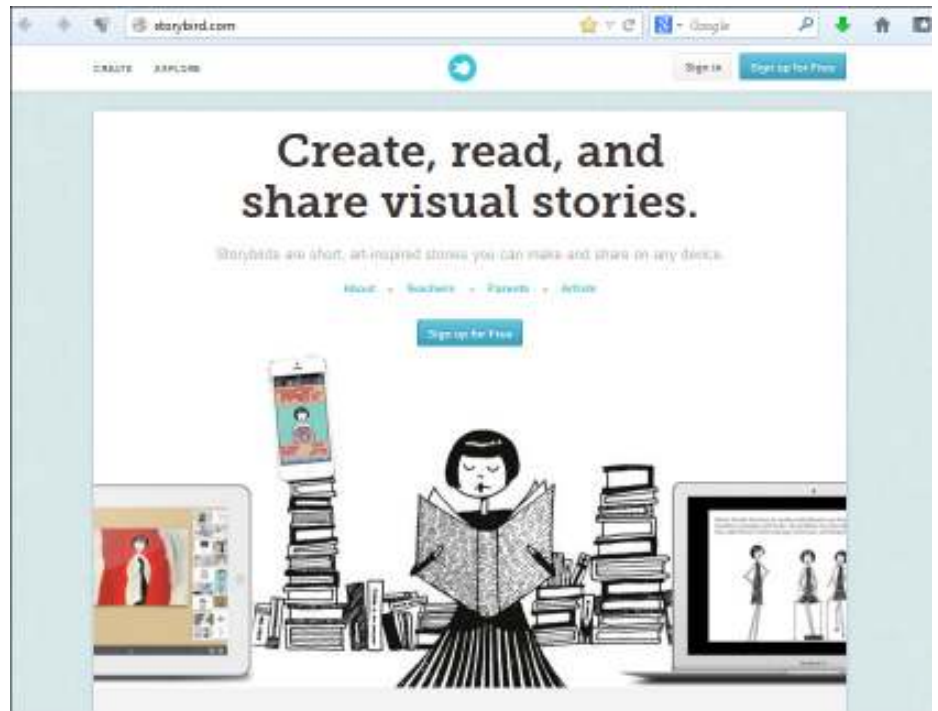 storybird.com
Google
CREATE EXPLORE
Sign in
Sign up for Free
Create, read, and
share visual stories.
Storybirds are short, art-inspired stories you can make and share on any device.
About • Teachers • Parents • Artists
Sign up for Free